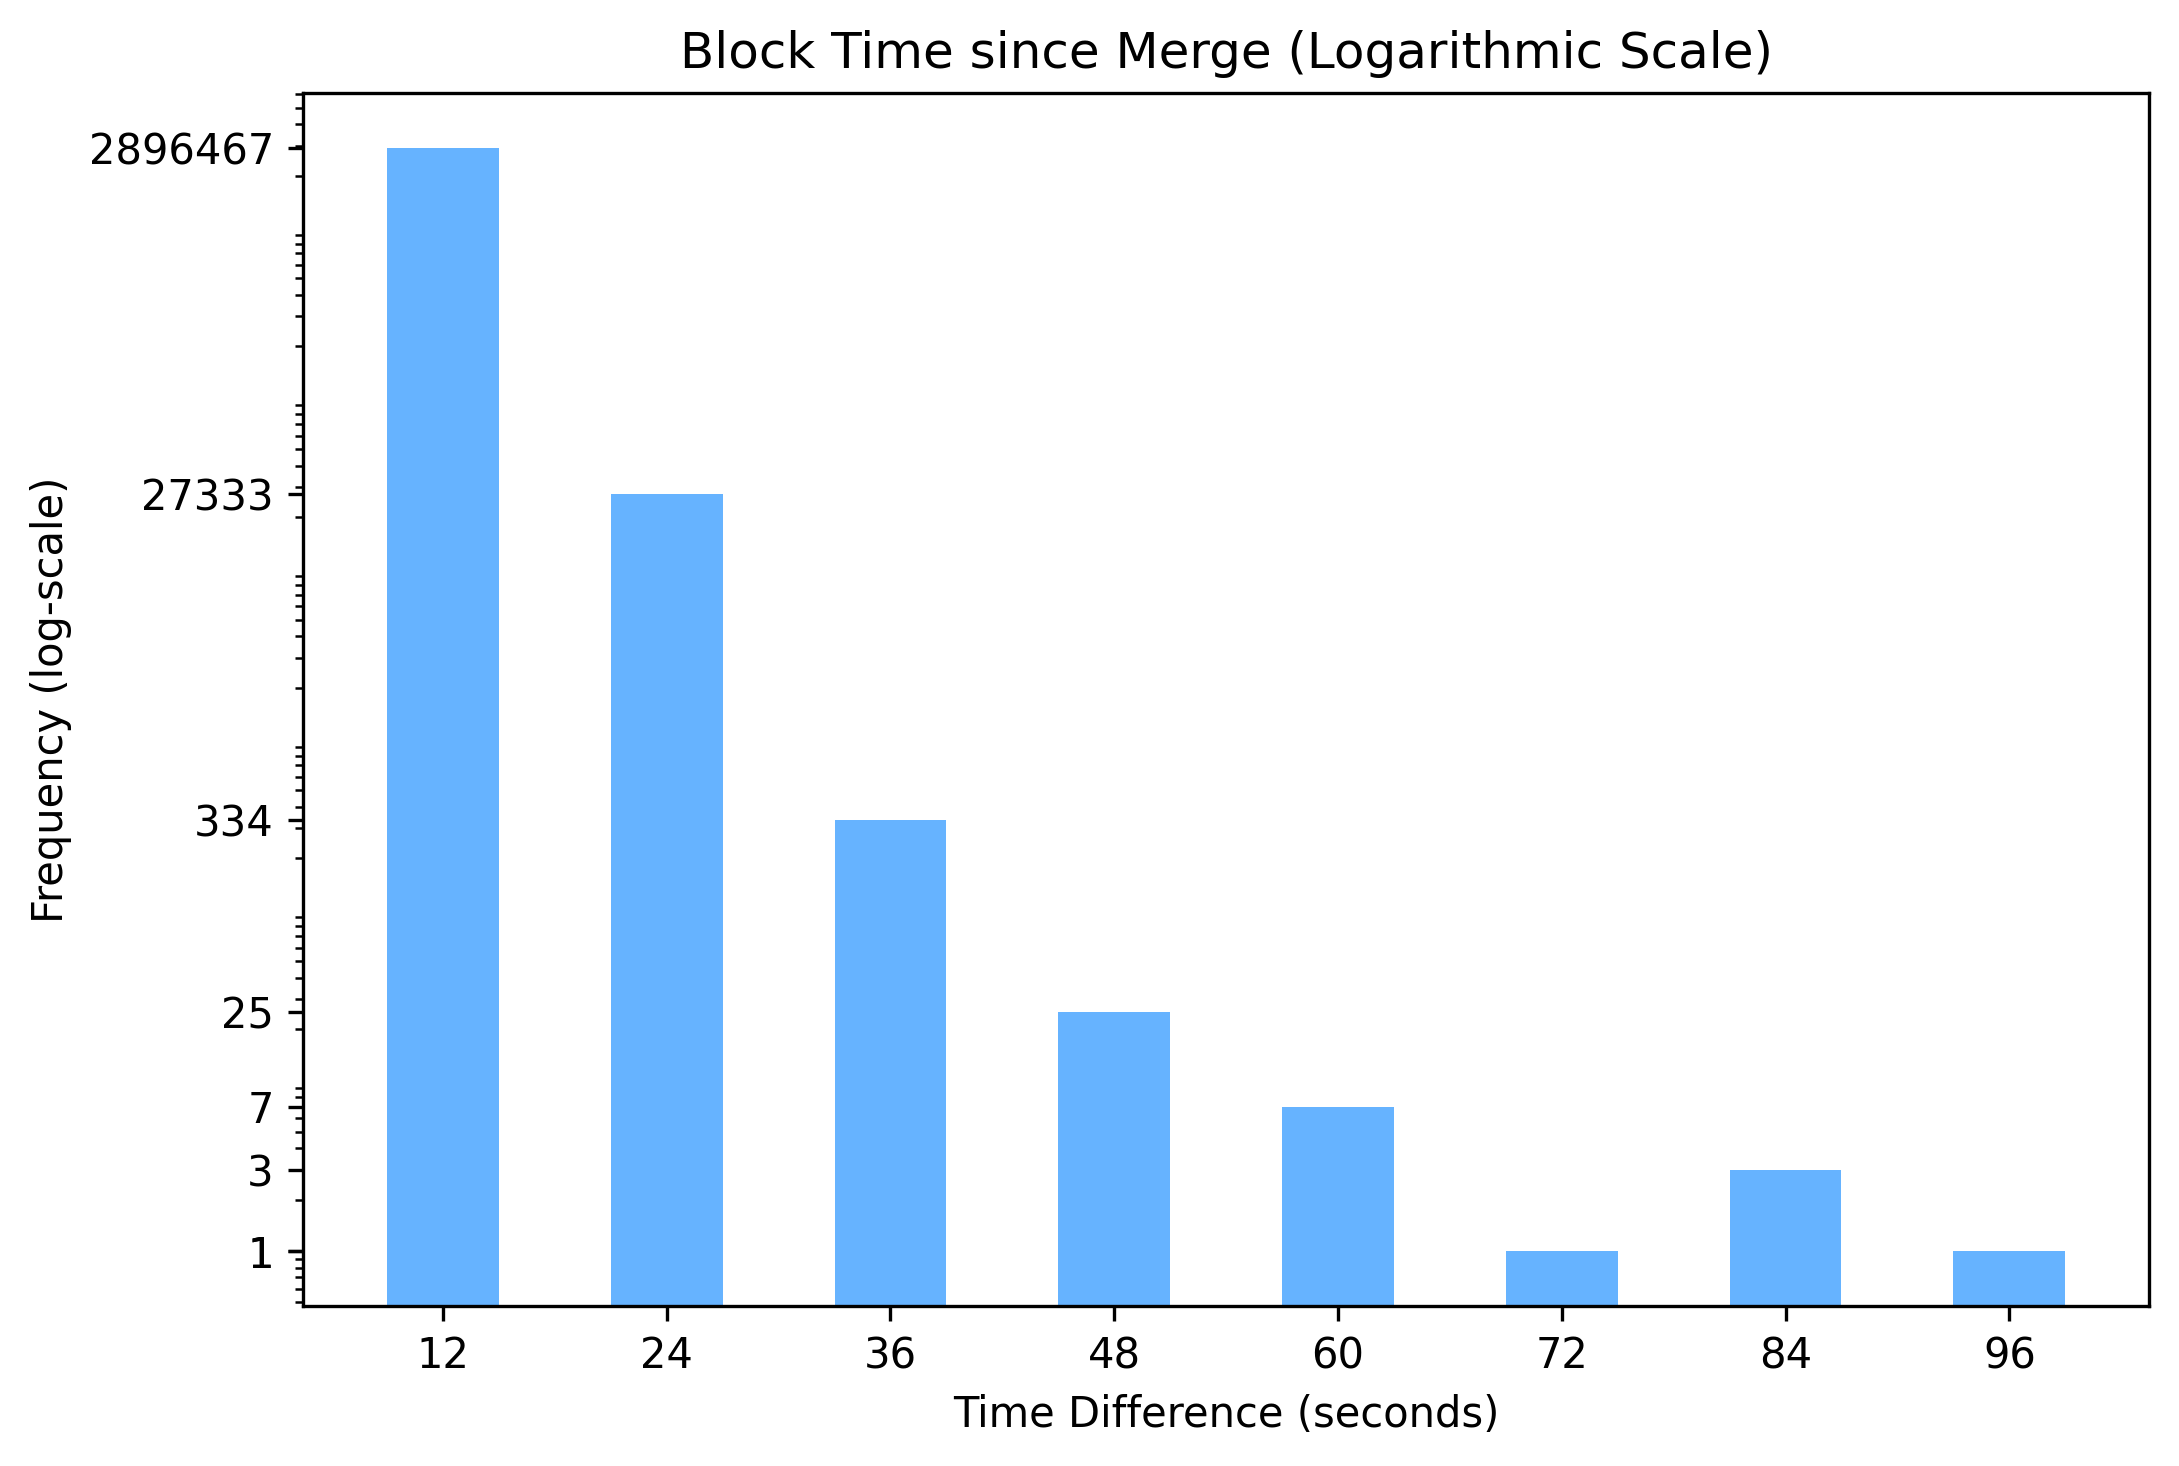 Block Time since Merge (Logarithmic Scale)
Frequency (log-scale)
2896467
27333
334
25
7
3
1
12 24 36 48 60 72 84 96
Time Difference (seconds)